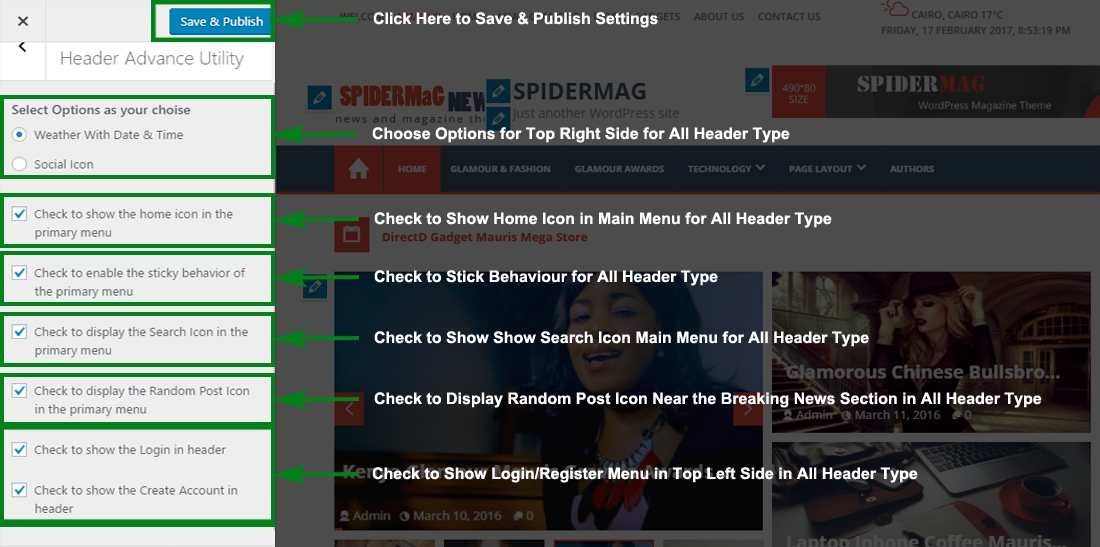 Save & Publish
Click Here to Save & Publish Settings
GADGETS
ABOUT US
CONTACT US
CAIRO, CAIRO 17°C
FRIDAY, 17 FEBRUARY 2017, 8:53:19 PM
Header Advance Utility
SPIDERMaG NEW
news and magazine th
SPIDERMAG
Just another WordPress site
490*80
SIZE
SPIDERMAG
WordPress Magazine Theme
Select Options as your choise
Weather With Date & Time
Social Icon
Choose Options for Top Right Side for All Header Type
HOME
GLAMOUR & FASHION
GLAMOUR AWARDS
TECHNOLOGY
PAGE LAYOUT
AUTHORS
Check to show the home icon in the
primary menu
Check to Show Home Icon in Main Menu for All Header Type
DirectD Gadget Mauris Mega Store
Check to enable the sticky behavior of
the primary menu
Check to Stick Behaviour for All Header Type
Check to display the Search Icon in the
primary menu
Check to Show Show Search Icon Main Menu for All Header Type
Glamorous Chinese Bullsbro...
Admin
March 11, 2016
0
Check to display the Random Post Icon
in the primary menu
Check to Display Random Post Icon Near the Breaking News Section in All Header Type
Check to show the Login in header
Check to show the Create Account in
header
Check to Show Login/Register Menu in Top Left Side in All Header Type
Admin
March 10, 2016
0
Laptop Iphone Coffee Mauris...